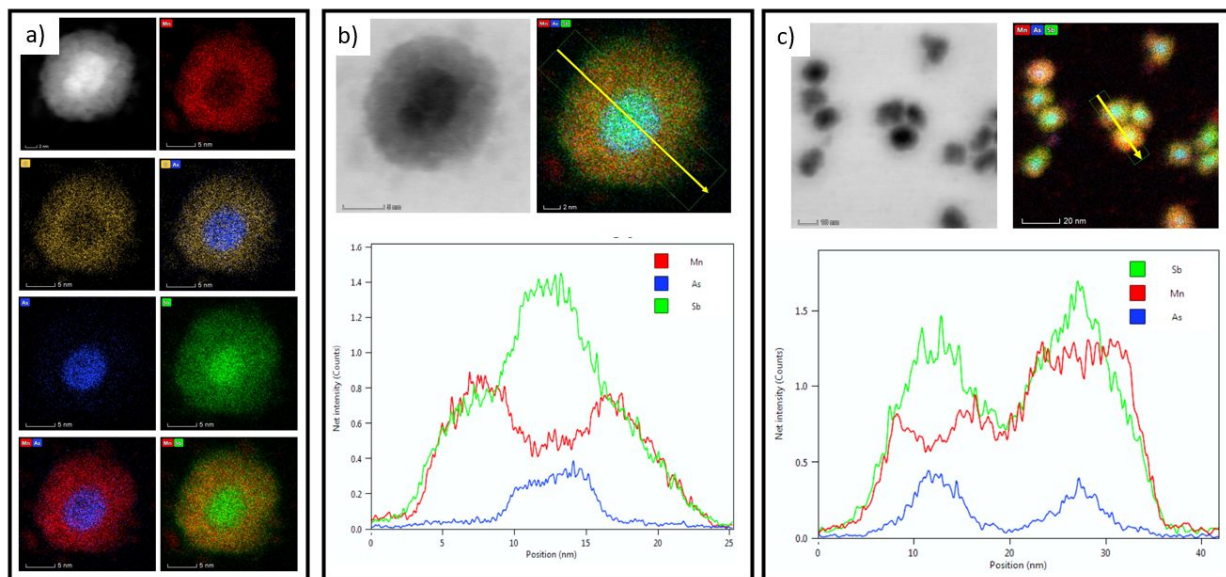 a)
Mn
2 nm
5 nm
As
5 nm
5 nm
As
Sb
5 nm
5 nm
Mn As
Mn Sb
5 nm
5 nm
b)
Mn As Sb
2 nm
1.6
1.4
1.2
1.0
0.8
0.6
0.4
0.2
0.0
Net intensity (Counts)
Mn
As
Sb
0
5
10
15
20
25
Position (nm)
c)
Mn As Sb
20 nm
1.5
1.0
0.5
0.0
Net intensity (Counts)
Sb
Mn
As
0
10
20
30
40
Position (nm)